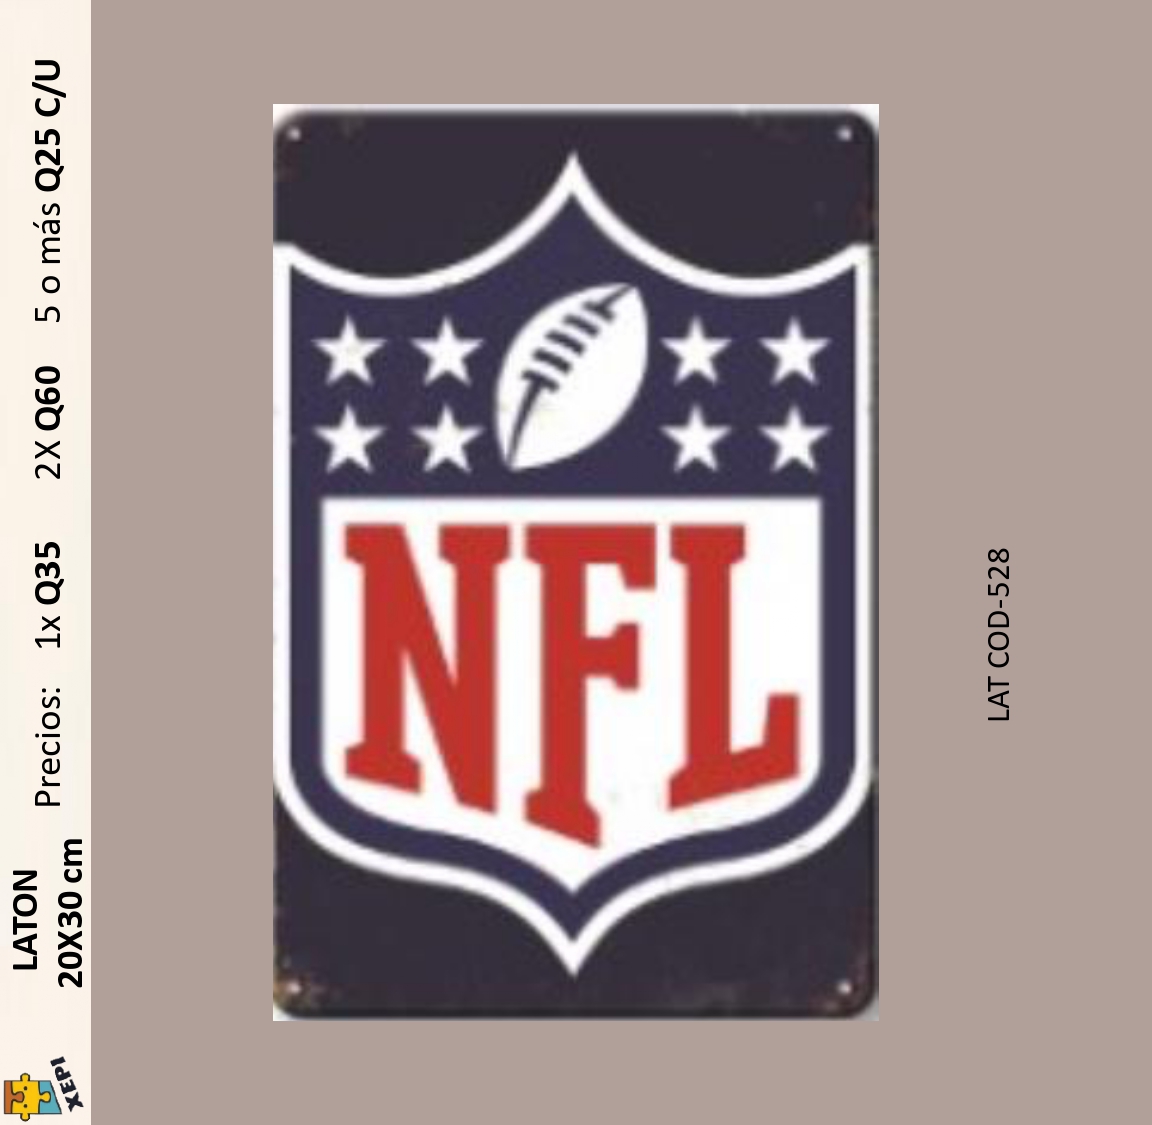 LATON
20X30 cm
Precios: 1x Q35 2X Q60 5 o más Q25 C/U
XEPI
NFL
LAT COD-528